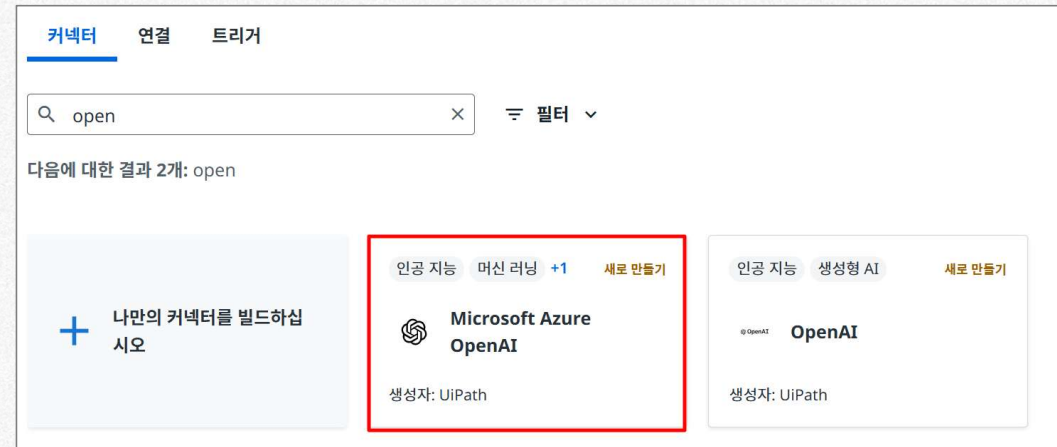 커넥터 연결 트리거
open 필터
다음에 대한 결과 2개: open
나만의 커넥터를 빌드하십
시오
인공 지능 머신 러닝 +1 새로 만들기
Microsoft Azure
OpenAI
생성자: UiPath
인공 지능 생성형 AI 새로 만들기
OpenAI OpenAI
생성자: UiPath